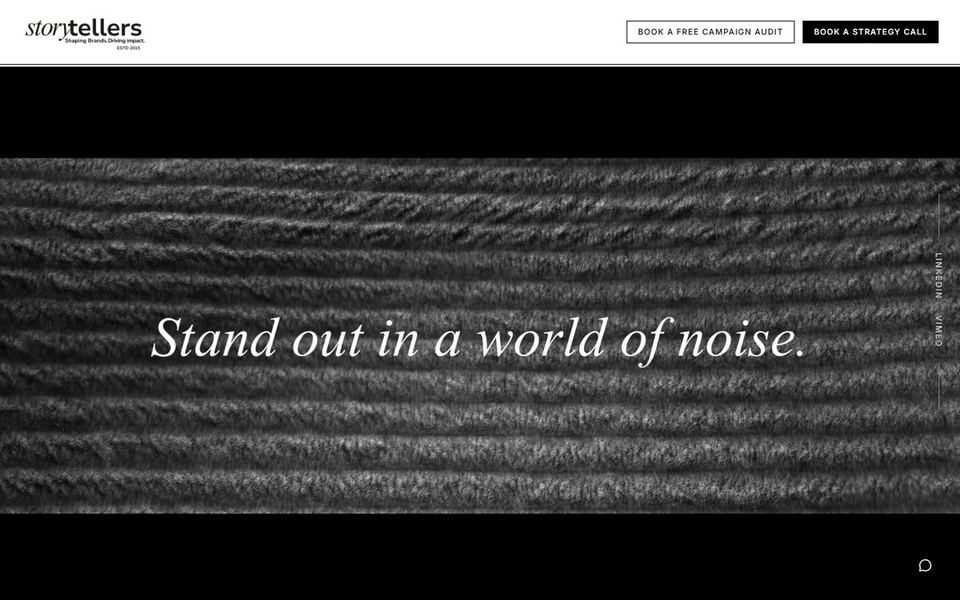 storytellers
Shaping Brands.Driving impact.
ESTD 2015
BOOK A FREE CAMPAIGN AUDIT
BOOK A STRATEGY CALL
Stand out in a world of noise.
LINKEDIN
VIMEO